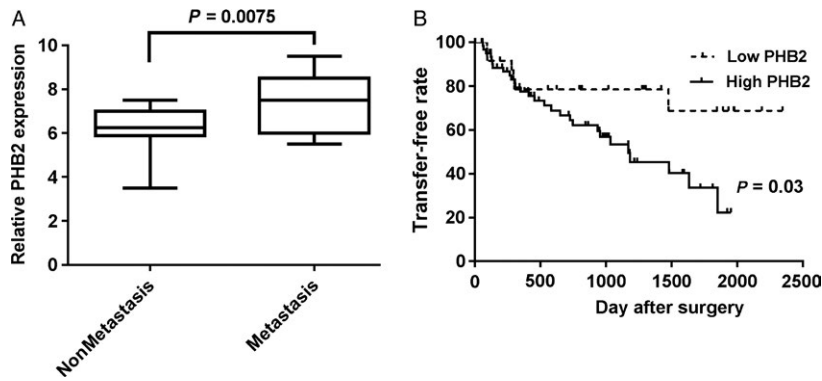 A
P = 0.0075
Relative PHB2 expression
10
8
6
4
2
0
NonMetastasis
Metastasis
B
Transfer-free rate
100
80
60
40
20
0
Low PHB2
High PHB2
P = 0.03
0
500
1000
1500
2000
2500
Day after surgery